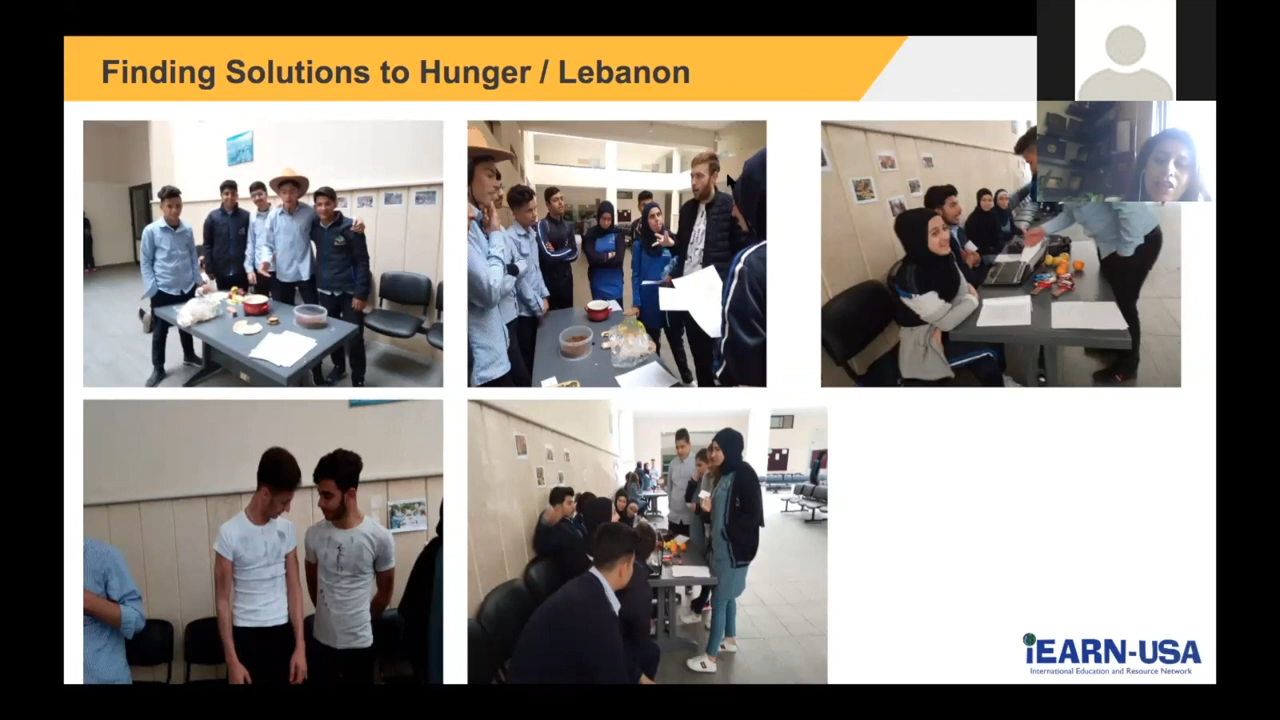 Finding Solutions to Hunger / Lebanon
iEARN-USA
International Education and Resource Network